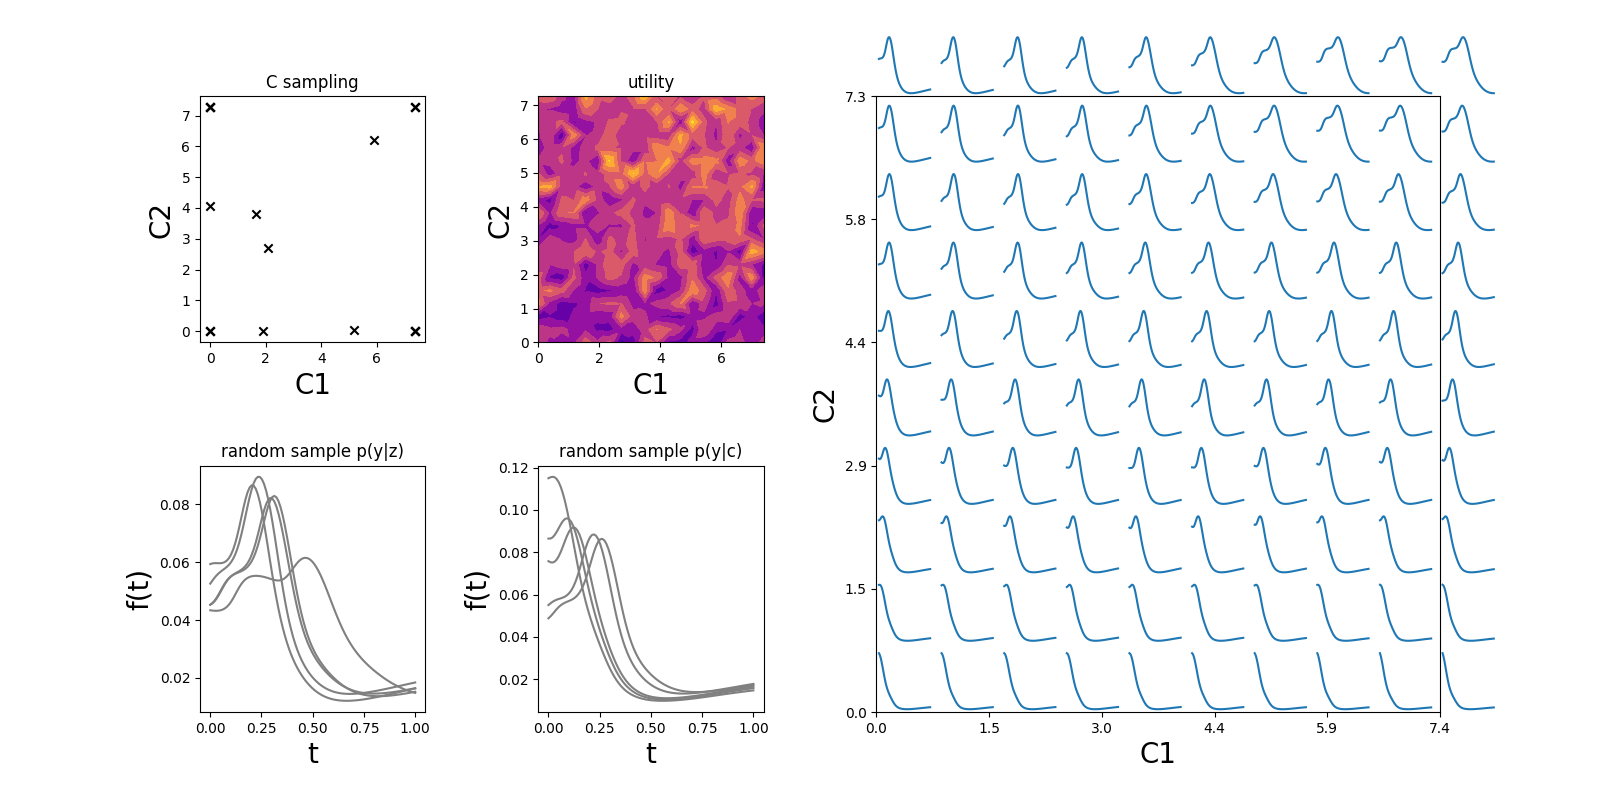 C sampling
7
6
5
4
3
2
1
0
C2
0 2 4 6
C1
utility
7
6
5
4
3
2
1
0
C2
0 2 4 6
C1
random sample p(y|z)
0.08
0.06
0.04
0.02
f(t)
0.00 0.25 0.50 0.75 1.00
t
random sample p(y|c)
0.12
0.10
0.08
0.06
0.04
0.02
f(t)
0.00 0.25 0.50 0.75 1.00
t
7.3
5.8
4.4
2.9
1.5
0.0
C2
0.0 1.5 3.0 4.4 5.9 7.4
C1